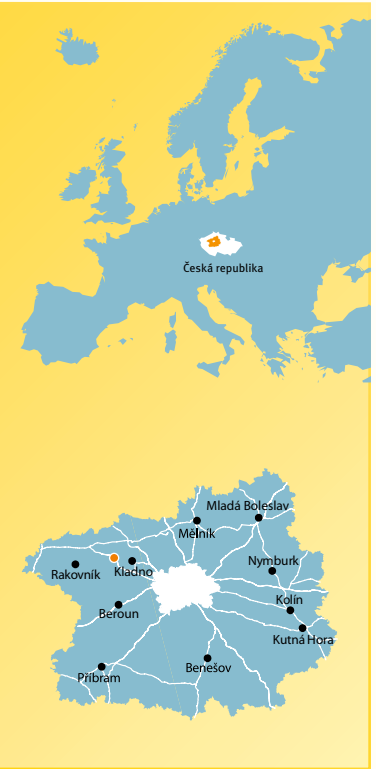 Česká republika
Mladá Boleslav
Mělník
Nymburk
Rakovník
Kladno
Kolín
Beroun
Kutná Hora
Benešov
Příbram